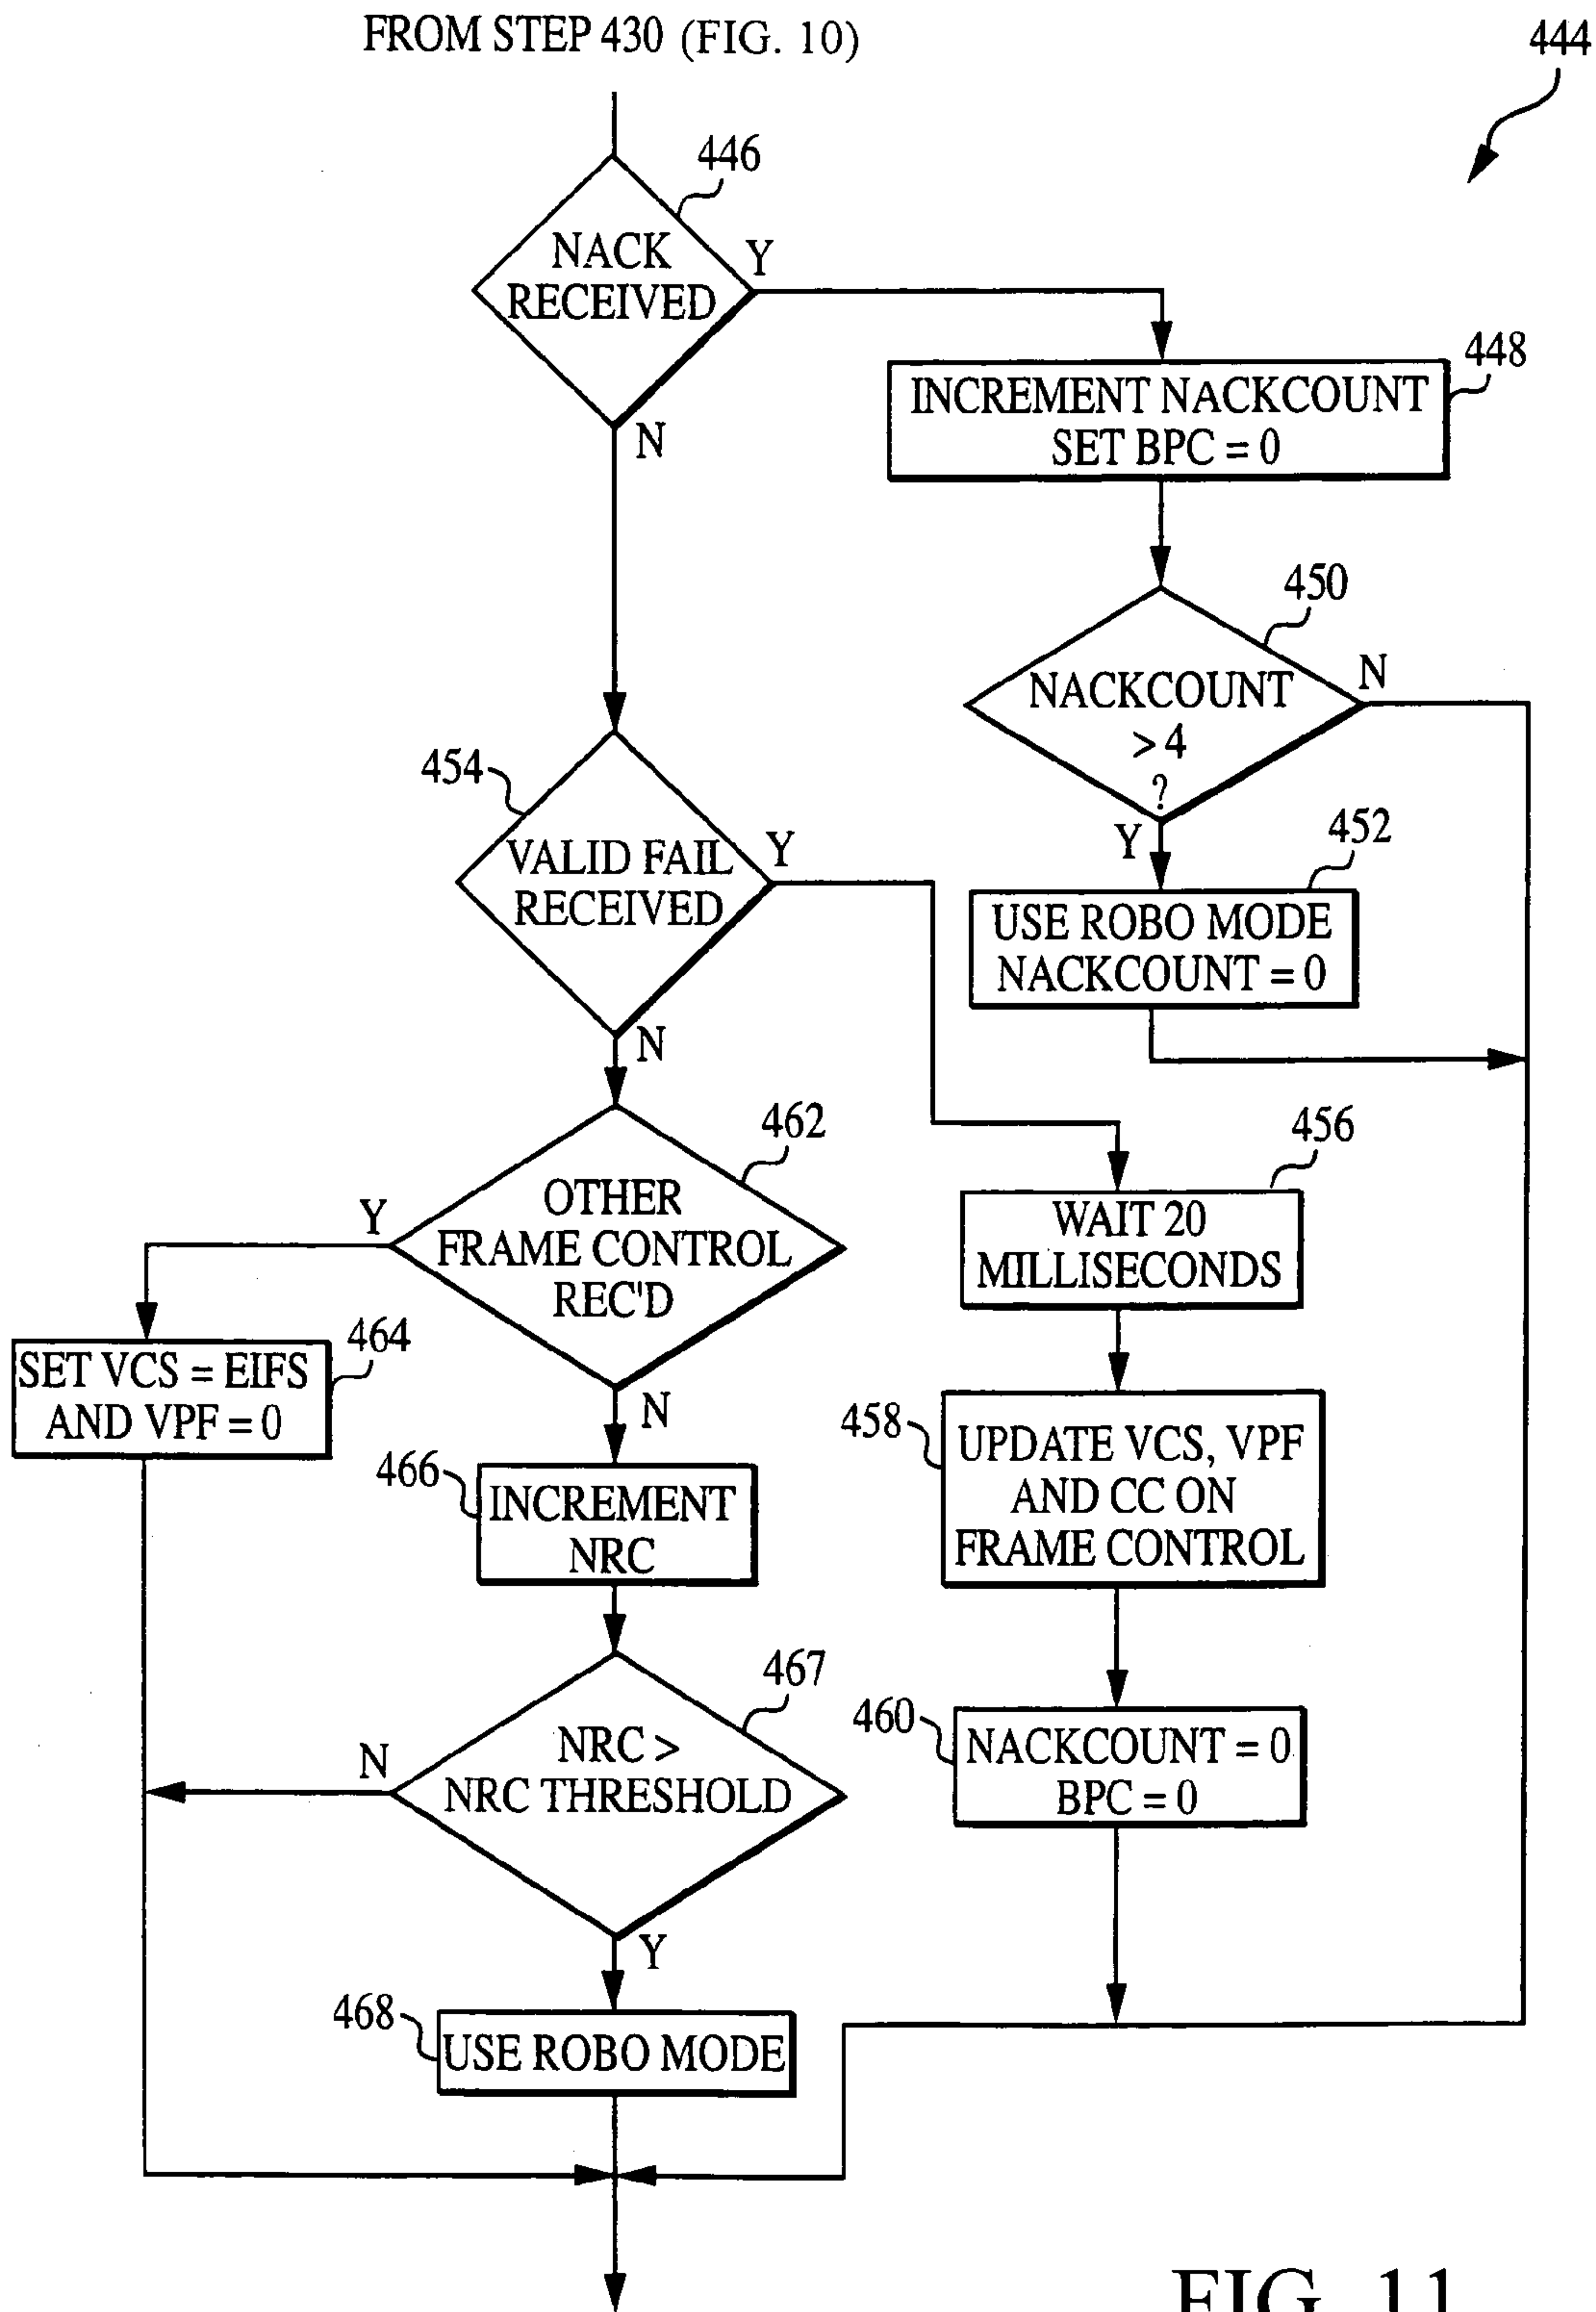 FROM STEP 430 (FIG. 10)
444
446
NACK
RECEIVED
Y
N
448
INCREMENT NACKCOUNT
SET BPC = 0
450
NACKCOUNT
> 4
?
N
Y
452
USE ROBO MODE
NACKCOUNT = 0
454
VALID FAIL
RECEIVED
Y
N
456
WAIT 20
MILLISECONDS
458
UPDATE VCS, VPF
AND CC ON
FRAME CONTROL
460
NACKCOUNT = 0
BPC = 0
462
OTHER
FRAME CONTROL
REC'D
Y
N
464
SET VCS = EIFS
AND VPF = 0
466
INCREMENT
NRC
467
NRC >
NRC THRESHOLD
N
Y
468
USE ROBO MODE
FIG. 11